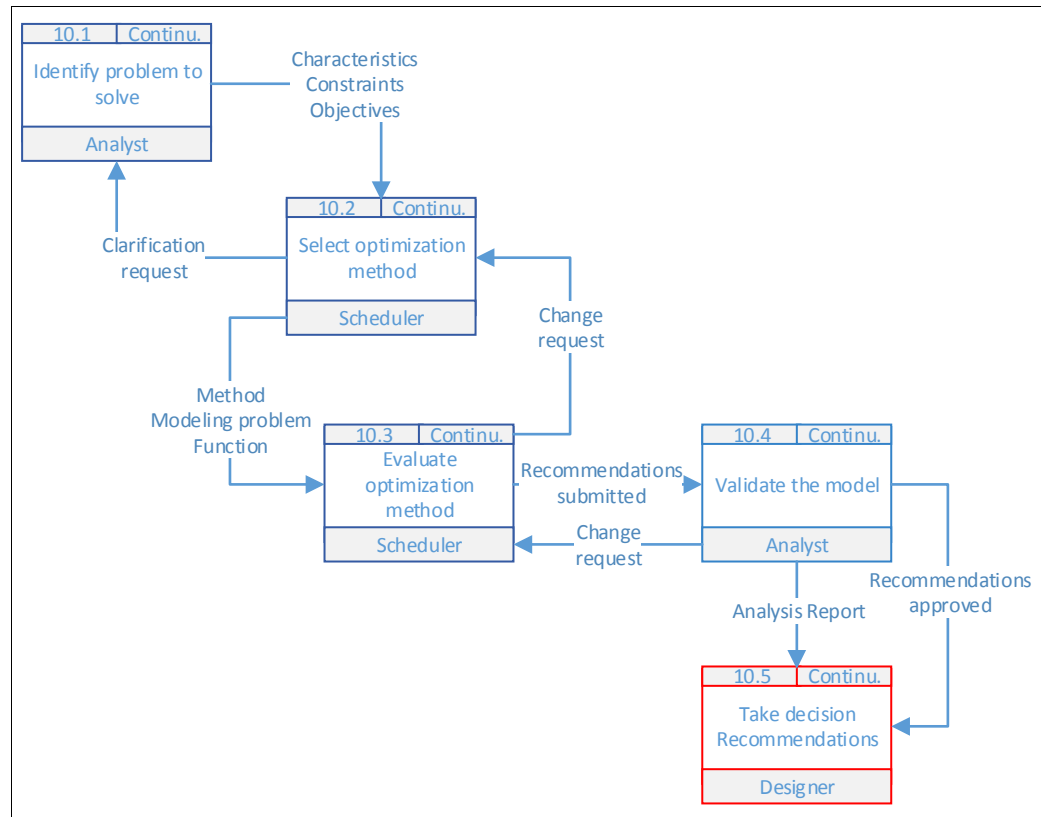 10.1 Continu.
Identify problem to
solve
Analyst
Characteristics
Constraints
Objectives
10.2 Continu.
Select optimization
method
Scheduler
Clarification
request
Change
request
Method
Modeling problem
Function
10.3 Continu.
Evaluate
optimization
method
Scheduler
Recommendations
submitted
Change
request
10.4 Continu.
Validate the model
Analyst
Recommendations
approved
Analysis Report
10.5 Continu.
Take decision
Recommendations
Designer